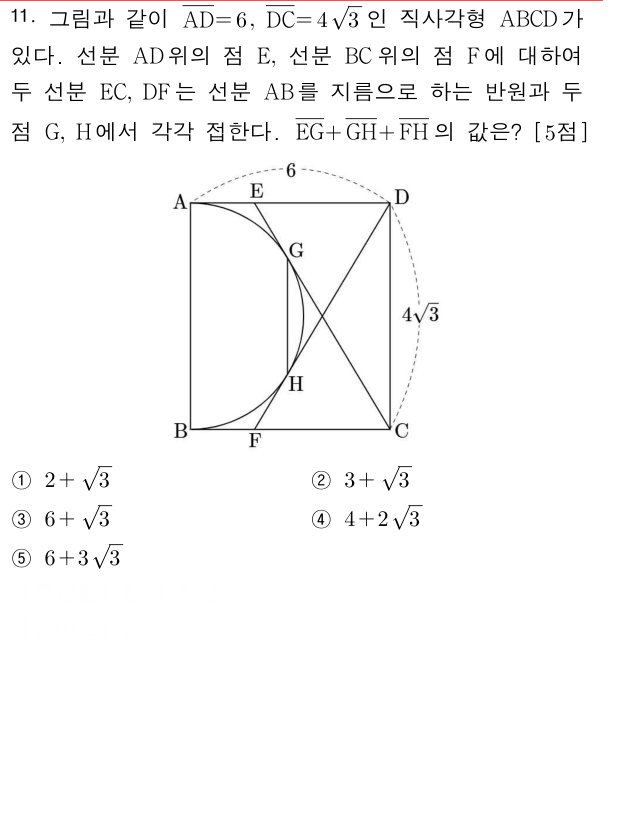 11. 그림과 같이 AD=6, DC=4√3 인 직사각형 ABCD가
있다. 선분 AD위의 점 E, 선분 BC 위의 점 F에 대하여
두 선분 EC, DF는 선분 AB를 지름으로 하는 반원과 두
점 G, H에서 각각 접한다. EG+GH+FH의 값은? [5점]
6
A E D
G
4√3
H
B F C
① 2+√3 ② 3+√3
③ 6+√3 ④ 4+2√3
⑤ 6+3√3